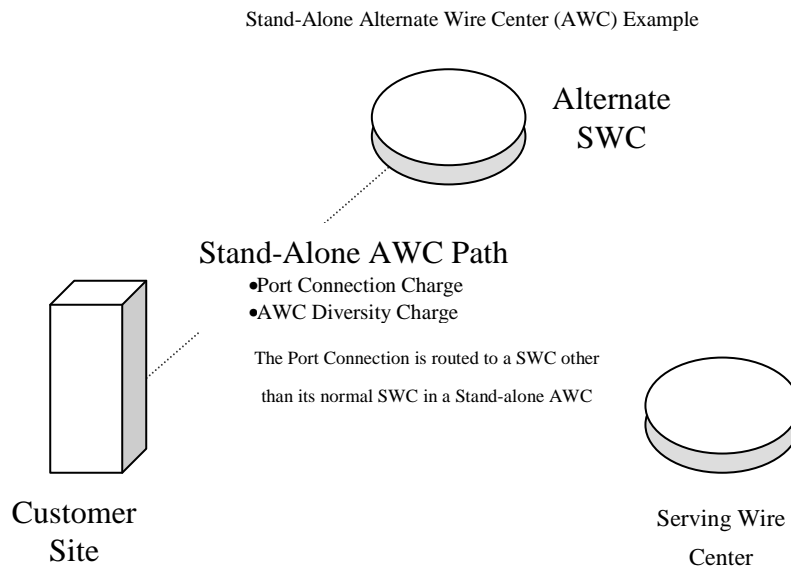 Stand-Alone Alternate Wire Center (AWC) Example
Alternate
SWC
Stand-Alone AWC Path
•Port Connection Charge
•AWC Diversity Charge
The Port Connection is routed to a SWC other
than its normal SWC in a Stand-alone AWC
Customer
Site
Serving Wire
Center